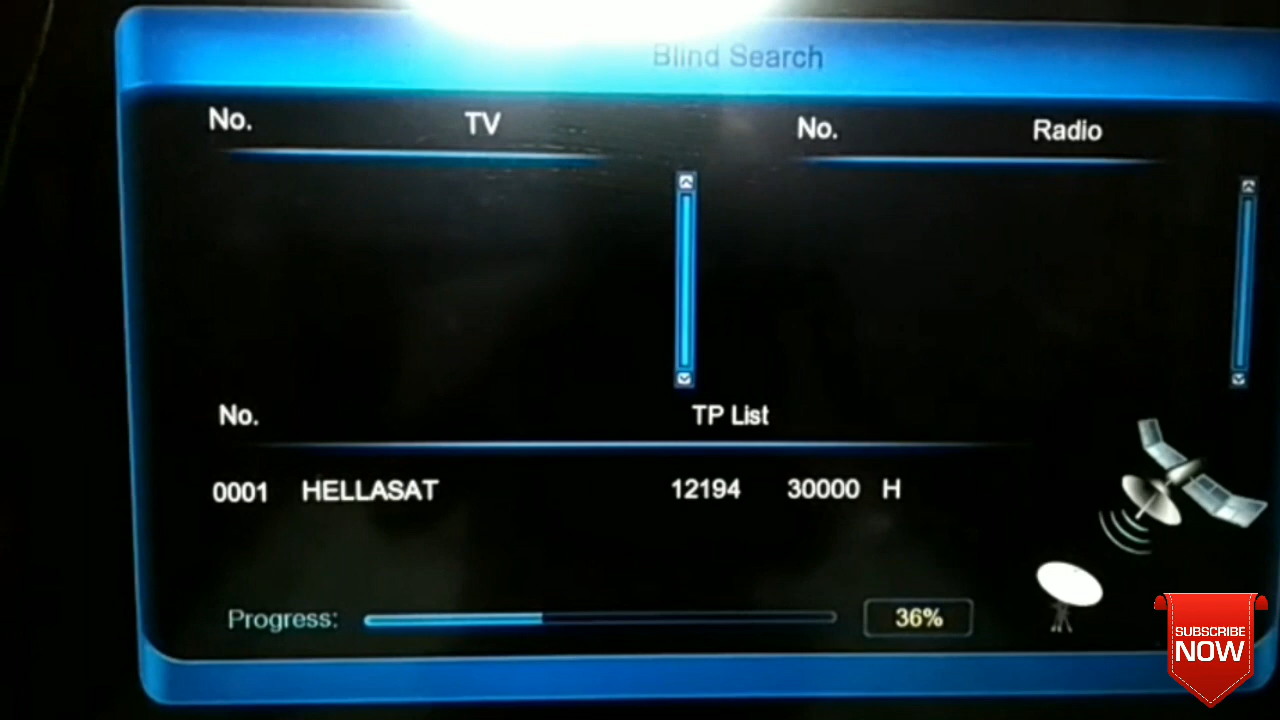 Blind Search
No. TV No. Radio
No. TP List
0001 HELLASAT 12194 30000 H
Progress: 36%
SUBSCRIBE
NOW